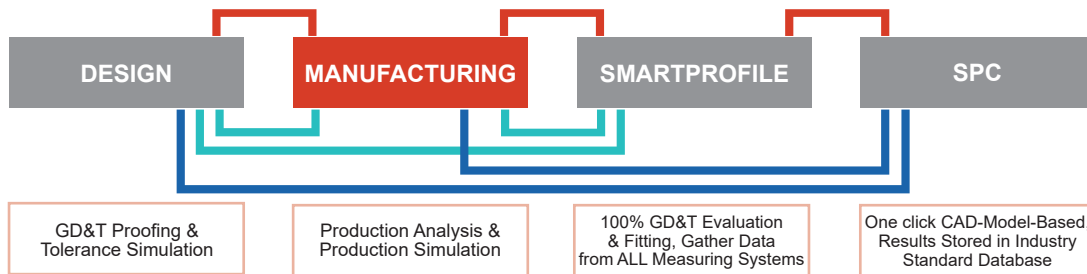 DESIGN
MANUFACTURING
SMARTPROFILE
SPC
GD&T Proofing &
Tolerance Simulation
Production Analysis &
Production Simulation
100% GD&T Evaluation
& Fitting, Gather Data
from ALL Measuring Systems
One click CAD-Model-Based
Results Stored in Industry
Standard Database